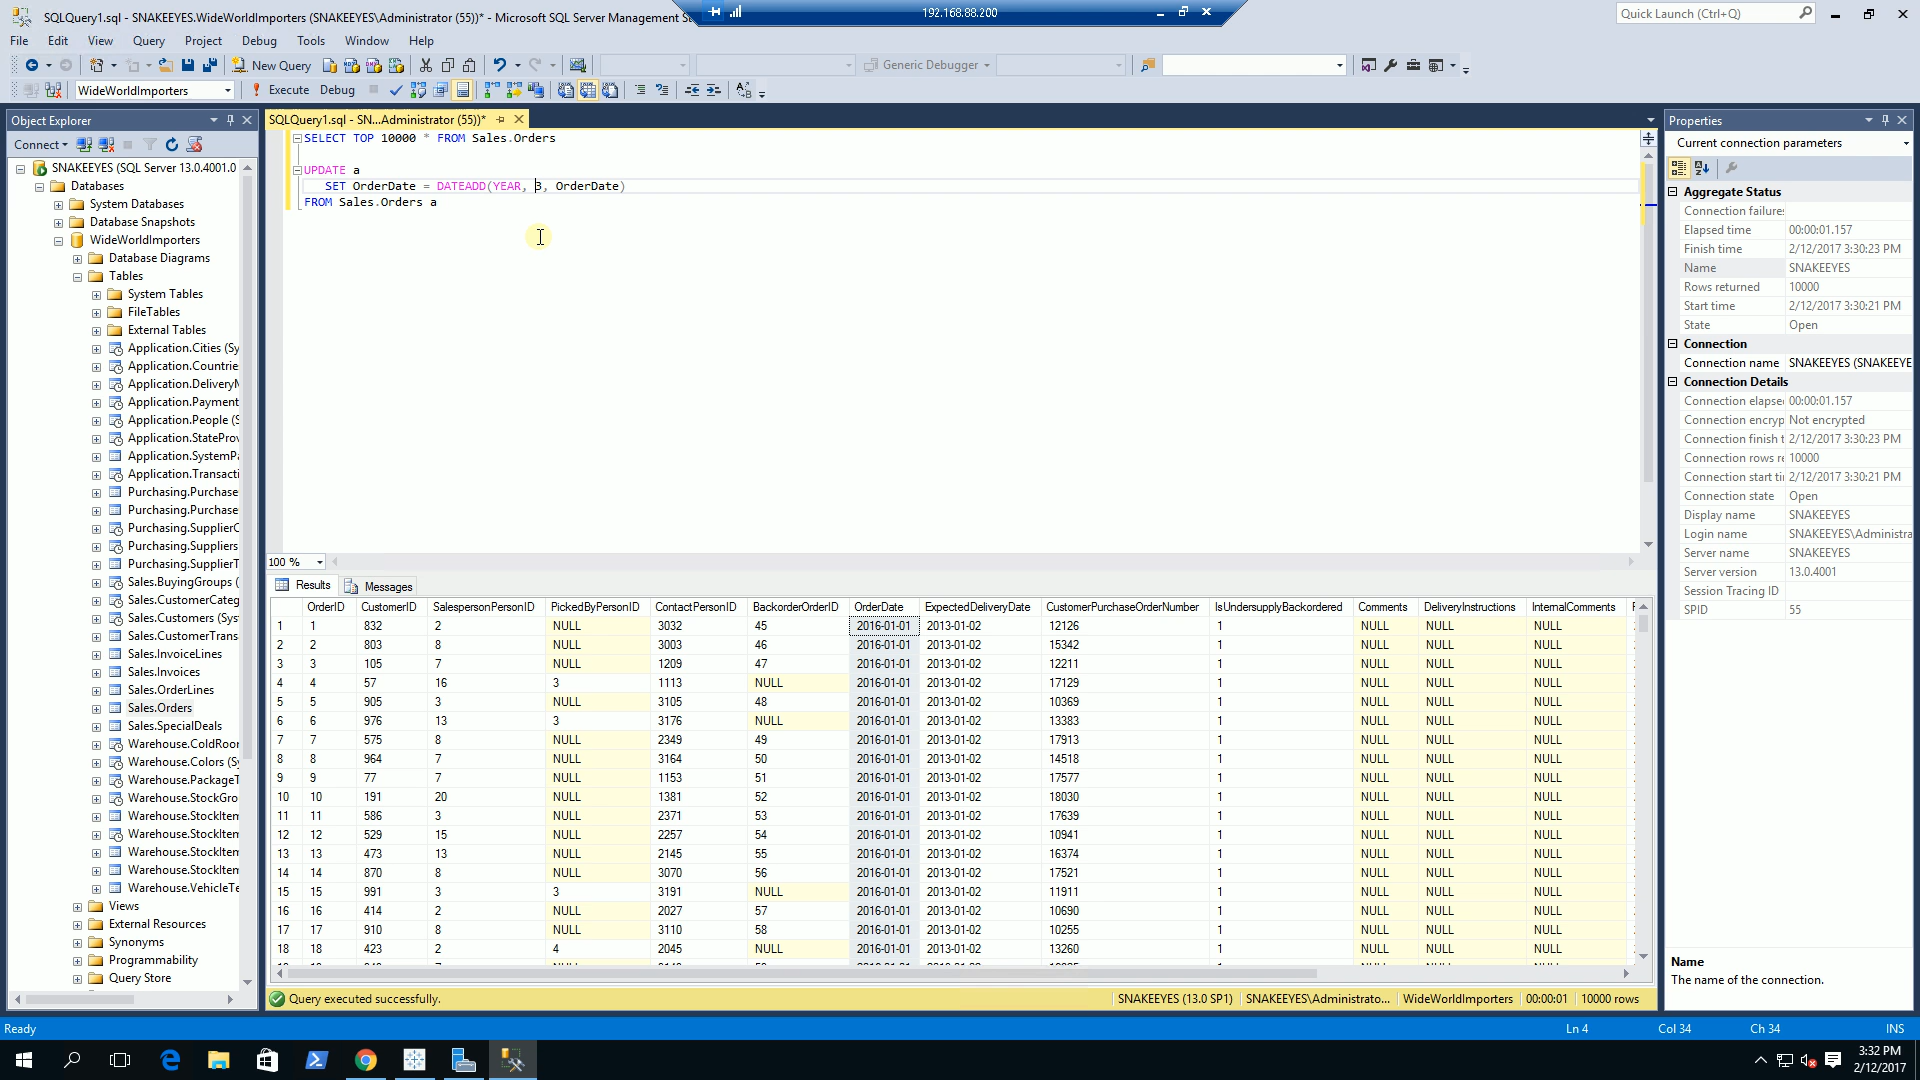 SQLQuery1.sql - SNAKEEYES.WideWorldImporters (SNAKEEYES\Administrator (55))* - Microsoft SQL Server Management
192.168.88.200
Quick Launch (Ctrl+Q)
File Edit View Query Project Debug Tools Window Help
New Query
Generic Debugger
WideWorldImporters
Execute Debug
Object Explorer
SQLQuery1.sql - SN...Administrator (55))*
Properties
Connect
Current connection parameters
SNAKEEYES (SQL Server 13.0.4001.0
Databases
System Databases
Database Snapshots
WideWorldImporters
Database Diagrams
Tables
System Tables
FileTables
External Tables
Application.Cities (Sy
Application.Countrie
Application.DeliveryM
Application.Payment
Application.People (S
Application.StateProv
Application.SystemPa
Application.Transacti
Purchasing.Purchase
Purchasing.Purchase
Purchasing.SupplierC
Purchasing.Suppliers
Purchasing.SupplierT
Sales.BuyingGroups (
Sales.CustomerCateg
Sales.Customers (Sys
Sales.CustomerTrans
Sales.InvoiceLines
Sales.Invoices
Sales.OrderLines
Sales.Orders
Sales.SpecialDeals
Warehouse.ColdRoor
Warehouse.Colors (Sy
Warehouse.PackageT
Warehouse.StockGro
Warehouse.StockItem
Warehouse.StockItem
Warehouse.StockItem
Warehouse.StockItem
Warehouse.VehicleTe
Views
External Resources
Synonyms
Programmability
Query Store
SELECT TOP 10000 * FROM Sales.Orders
UPDATE a
SET OrderDate = DATEADD(YEAR, 3, OrderDate)
FROM Sales.Orders a
100 %
Results Messages
OrderID CustomerID SalespersonPersonID PickedByPersonID ContactPersonID BackorderOrderID OrderDate ExpectedDeliveryDate CustomerPurchaseOrderNumber IsUndersupplyBackordered Comments DeliveryInstructions InternalComments
1 1 832 2 NULL 3032 45 2016-01-01 2013-01-02 12126 1 NULL NULL NULL
2 2 803 8 NULL 3003 46 2016-01-01 2013-01-02 15342 1 NULL NULL NULL
3 3 105 7 NULL 1209 47 2016-01-01 2013-01-02 12211 1 NULL NULL NULL
4 4 57 16 3 1113 NULL 2016-01-01 2013-01-02 17129 1 NULL NULL NULL
5 5 905 3 NULL 3105 48 2016-01-01 2013-01-02 10369 1 NULL NULL NULL
6 6 976 13 3 3176 NULL 2016-01-01 2013-01-02 13383 1 NULL NULL NULL
7 7 575 8 NULL 2349 49 2016-01-01 2013-01-02 17913 1 NULL NULL NULL
8 8 964 7 NULL 3164 50 2016-01-01 2013-01-02 14518 1 NULL NULL NULL
9 9 77 7 NULL 1153 51 2016-01-01 2013-01-02 17577 1 NULL NULL NULL
10 10 191 20 NULL 1381 52 2016-01-01 2013-01-02 18030 1 NULL NULL NULL
11 11 586 3 NULL 2371 53 2016-01-01 2013-01-02 17639 1 NULL NULL NULL
12 12 529 15 NULL 2257 54 2016-01-01 2013-01-02 10941 1 NULL NULL NULL
13 13 473 13 NULL 2145 55 2016-01-01 2013-01-02 16374 1 NULL NULL NULL
14 14 870 8 NULL 3070 56 2016-01-01 2013-01-02 17521 1 NULL NULL NULL
15 15 991 3 3 3191 NULL 2016-01-01 2013-01-02 11911 1 NULL NULL NULL
16 16 414 2 NULL 2027 57 2016-01-01 2013-01-02 10690 1 NULL NULL NULL
17 17 910 8 NULL 3110 58 2016-01-01 2013-01-02 10255 1 NULL NULL NULL
18 18 423 2 4 2045 NULL 2016-01-01 2013-01-02 13260 1 NULL NULL NULL
Query executed successfully.
SNAKEEYES (13.0 SP1) SNAKEEYES\Administrato... WideWorldImporters 00:00:01 10000 rows
Aggregate Status
Connection failures
Elapsed time 00:00:01.157
Finish time 2/12/2017 3:30:23 PM
Name SNAKEEYES
Rows returned 10000
Start time 2/12/2017 3:30:21 PM
State Open
Connection
Connection name SNAKEEYES (SNAKEEYE
Connection Details
Connection elapse 00:00:01.157
Connection encryp Not encrypted
Connection finish t 2/12/2017 3:30:23 PM
Connection rows re 10000
Connection start ti 2/12/2017 3:30:21 PM
Connection state Open
Display name SNAKEEYES
Login name SNAKEEYES\Administra
Server name SNAKEEYES
Server version 13.0.4001
Session Tracing ID
SPID 55
Name
The name of the connection.
Ready
Ln 4 Col 34 Ch 34 INS
3:32 PM
2/12/2017